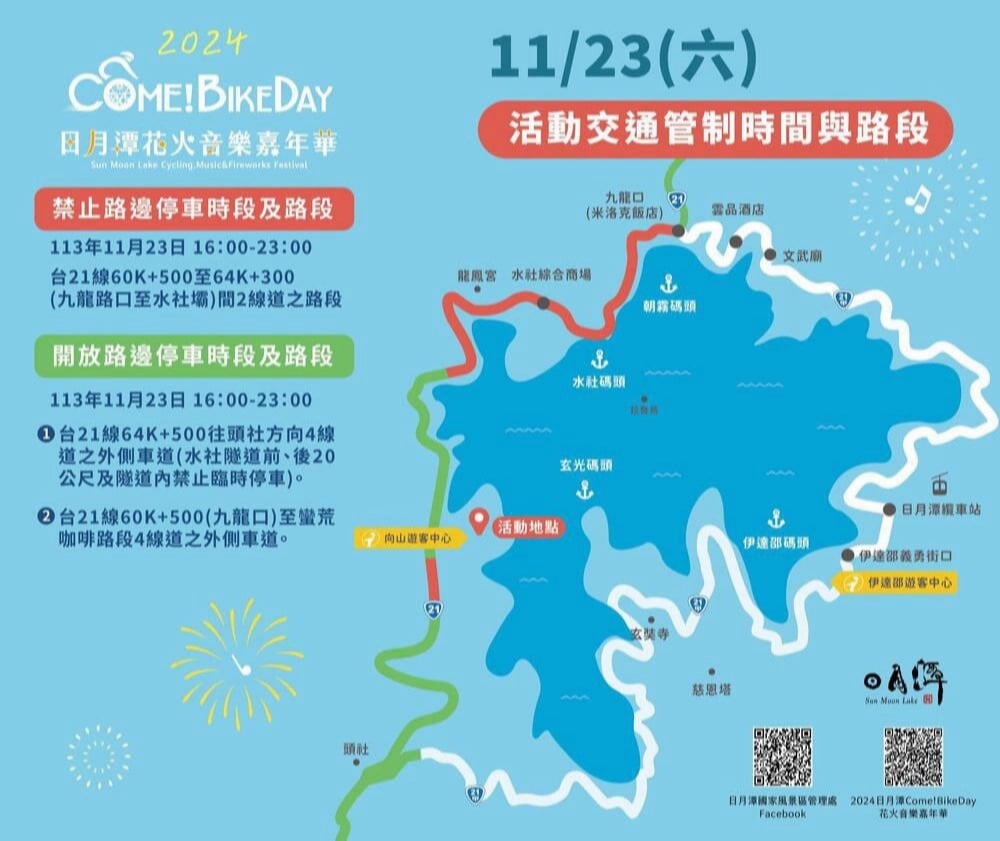 2024
COME!BIKEDAY
日月潭花火音樂嘉年華
Sun Moon Lake Cycling,Music&Fireworks Festival
禁止路邊停車時段及路段
113年11月23日 16:00-23:00
台21線60K+500至64K+300
(九龍路口至水社壩)間2線道之路段
開放路邊停車時段及路段
113年11月23日 16:00-23:00
❶台21線64K+500往頭社方向4線
道之外側車道(水社隧道前、後20
公尺及隧道內禁止臨時停車)。
❷台21線60K+500(九龍口)至蠻荒
咖啡路段4線道之外側車道。
11/23(六)
活動交通管制時間與路段
九龍口
(米洛克飯店)
21
雲品酒店
文武廟
龍鳳宮
水社綜合商場
朝霧碼頭
水社碼頭
玄光碼頭
活動地點
向山遊客中心
21
伊達邵碼頭
日月潭纜車站
伊達邵義勇街口
伊達邵遊客中心
玄奘寺
慈恩塔
頭社
日月潭
Sun Moon Lake
日月潭國家風景區管理處
Facebook
2024日月潭Come!BikeDay
花火音樂嘉年華